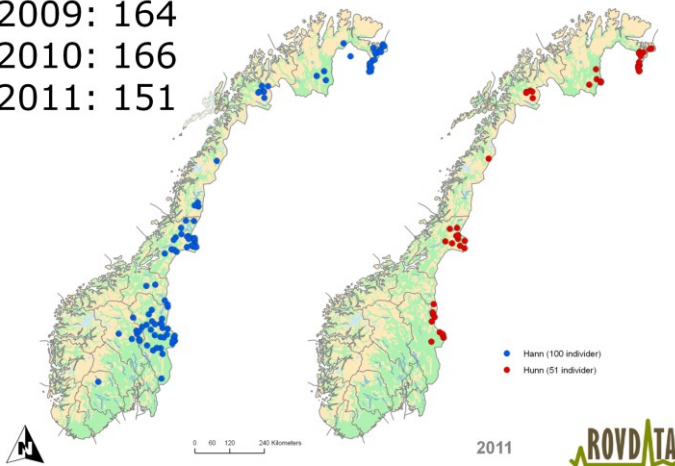 2009: 164
2010: 166
2011: 151
Hann (100 individer)
Hunn (51 individer)
0 60 120 240 Kilometers
N
2011
ROVDATA